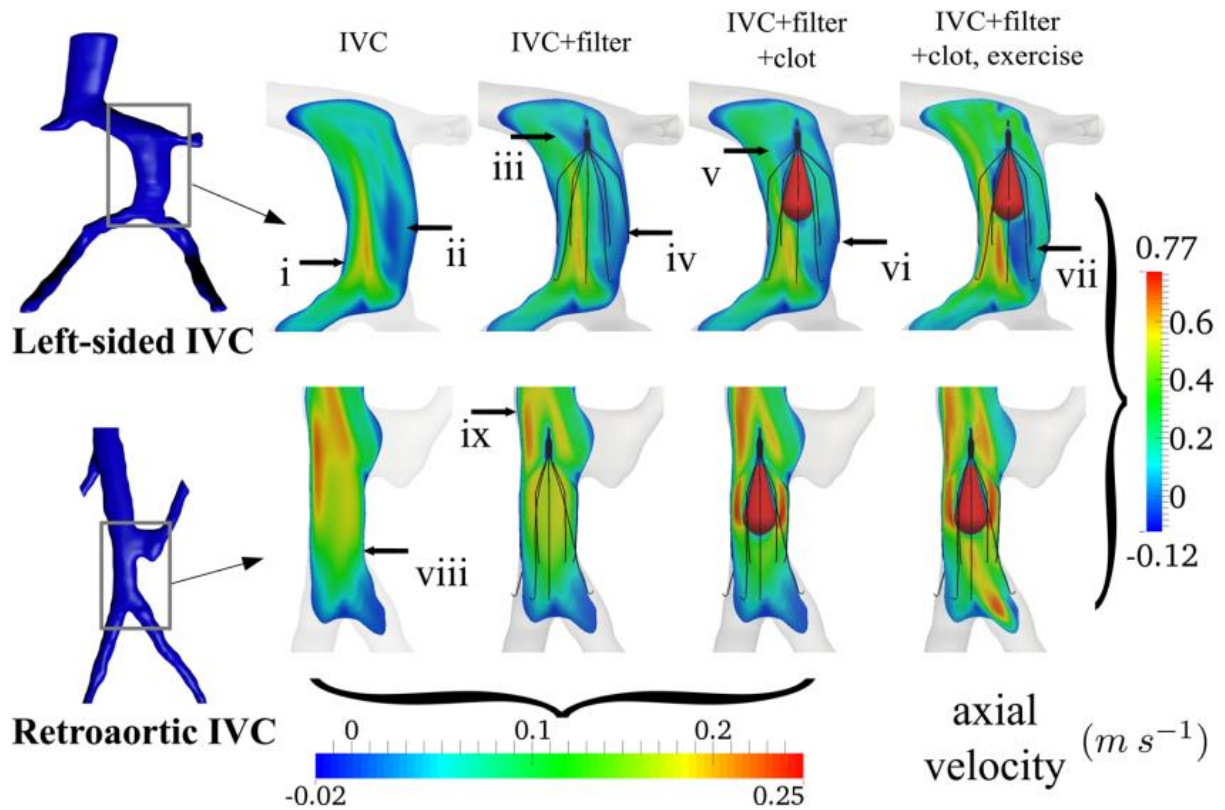 IVC
IVC+filter
IVC+filter
+clot
IVC+filter
+clot, exercise
i
ii
iii
iv
v
vi
vii
Left-sided IVC
0.77
0.6
0.4
0.2
0
-0.12
viii
ix
Retroaortic IVC
0
0.1
0.2
-0.02
0.25
axial
velocity
(m s−1)